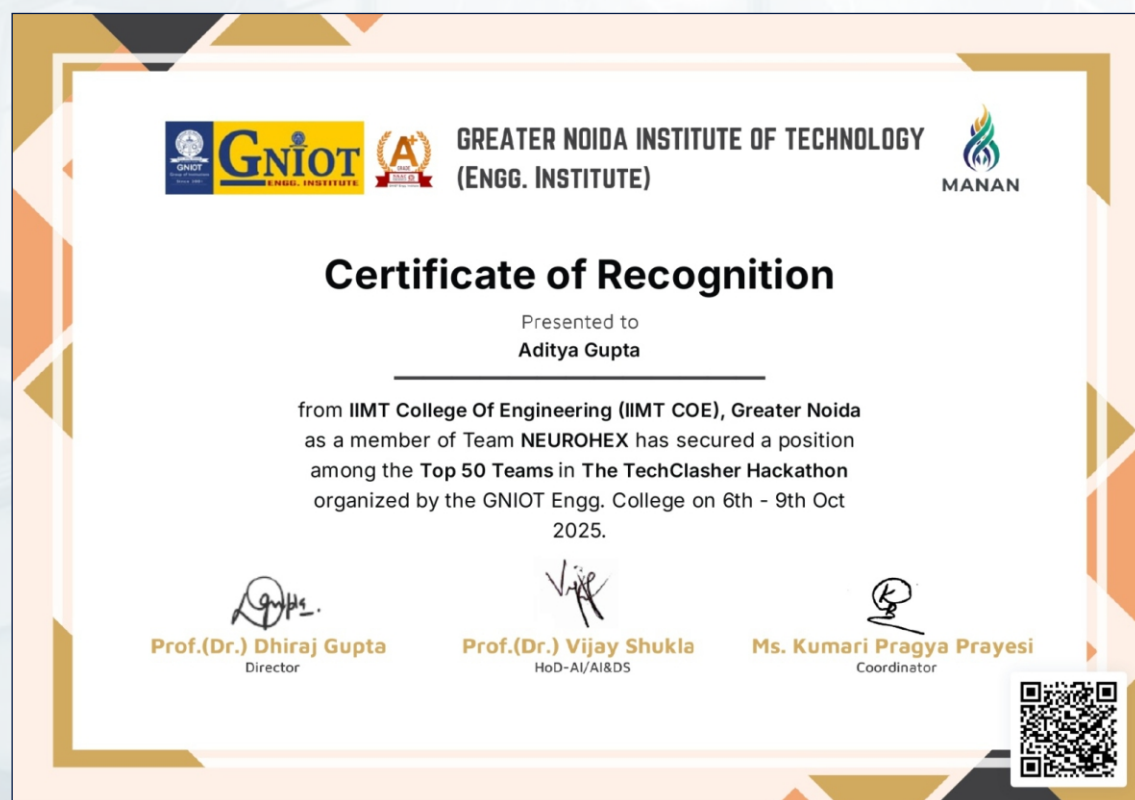 GNIOT
GNIOT
ENGG. INSTITUTE
A+
GRADE
GREATER NOIDA INSTITUTE OF TECHNOLOGY
(ENGG. INSTITUTE)
MANAN
Certificate of Recognition
Presented to
Aditya Gupta
from IIMT College Of Engineering (IIMT COE), Greater Noida
as a member of Team NEUROHEX has secured a position
among the Top 50 Teams in The TechClasher Hackathon
organized by the GNIOT Engg. College on 6th - 9th Oct
2025.
Prof.(Dr.) Dhiraj Gupta
Director
Prof.(Dr.) Vijay Shukla
HoD-AI/AI&DS
Ms. Kumari Pragya Prayesi
Coordinator